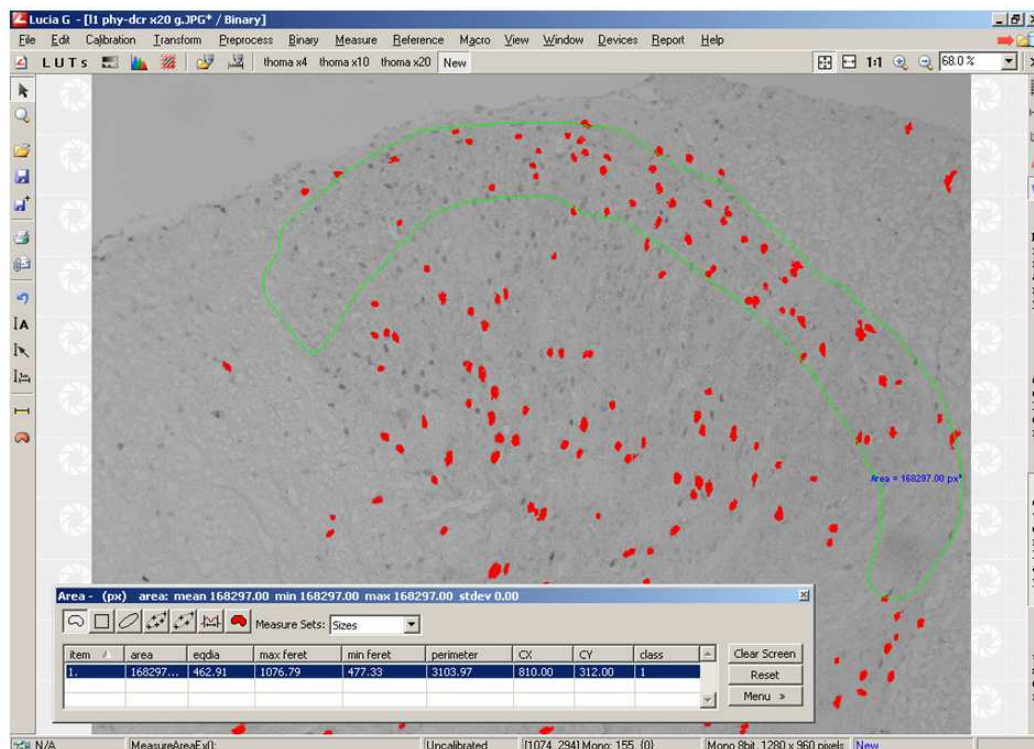 Lucia G - [l1 phy-dcr x20 g.JPG* / Binary]
File Edit Calibration Transform Preprocess Binary Measure Reference Macro View Window Devices Report Help
L U T s thoma x4 thoma x10 thoma x20 New 1:1 68.0 %
Area = 168297.00 px²
Area - (px) area: mean 168297.00 min 168297.00 max 168297.00 stdev 0.00
Measure Sets: Sizes
item area eqdia max feret min feret perimeter CX CY class
1. 168297... 462.91 1076.79 477.33 3103.97 810.00 312.00 1
Clear Screen
Reset
Menu »
N/A MeasureAreaEx(); Uncalibrated [1074, 294] Mono: 155, {0} Mono 8bit, 1280 x 960 pixels New